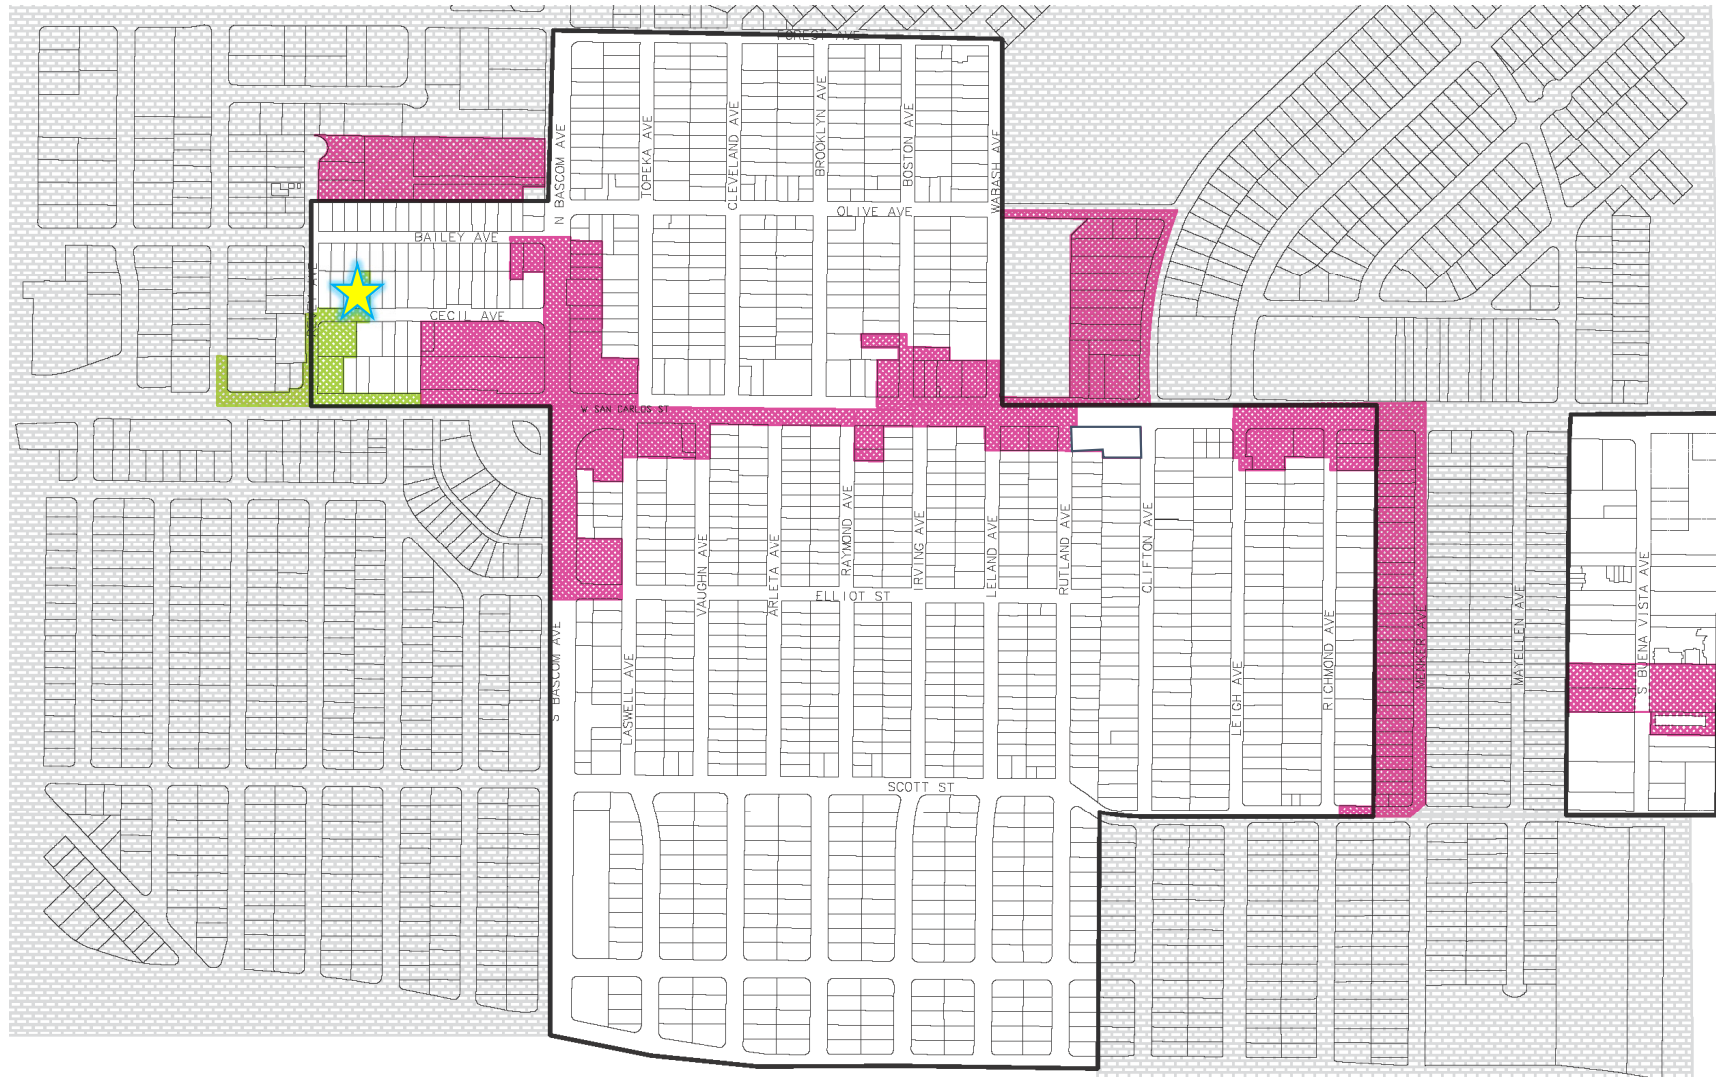 FOREST AVE
N BASCOM AVE
TOPEKA AVE
CLEVELAND AVE
BROOKLYN AVE
BOSTON AVE
WABASH AVE
OLIVE AVE
BAILEY AVE
AVE
CECIL AVE
W SAN CARLOS ST
S BASCOM AVE
LASWELL AVE
VAUGHN AVE
ARLETA AVE
RAYMOND AVE
IRVING AVE
LELAND AVE
RUTLAND AVE
CLIFTON AVE
LEIGH AVE
RICHMOND AVE
MENKER AVE
MAYELLEN AVE
S BUENA VISTA AVE
ELLIOT ST
SCOTT ST